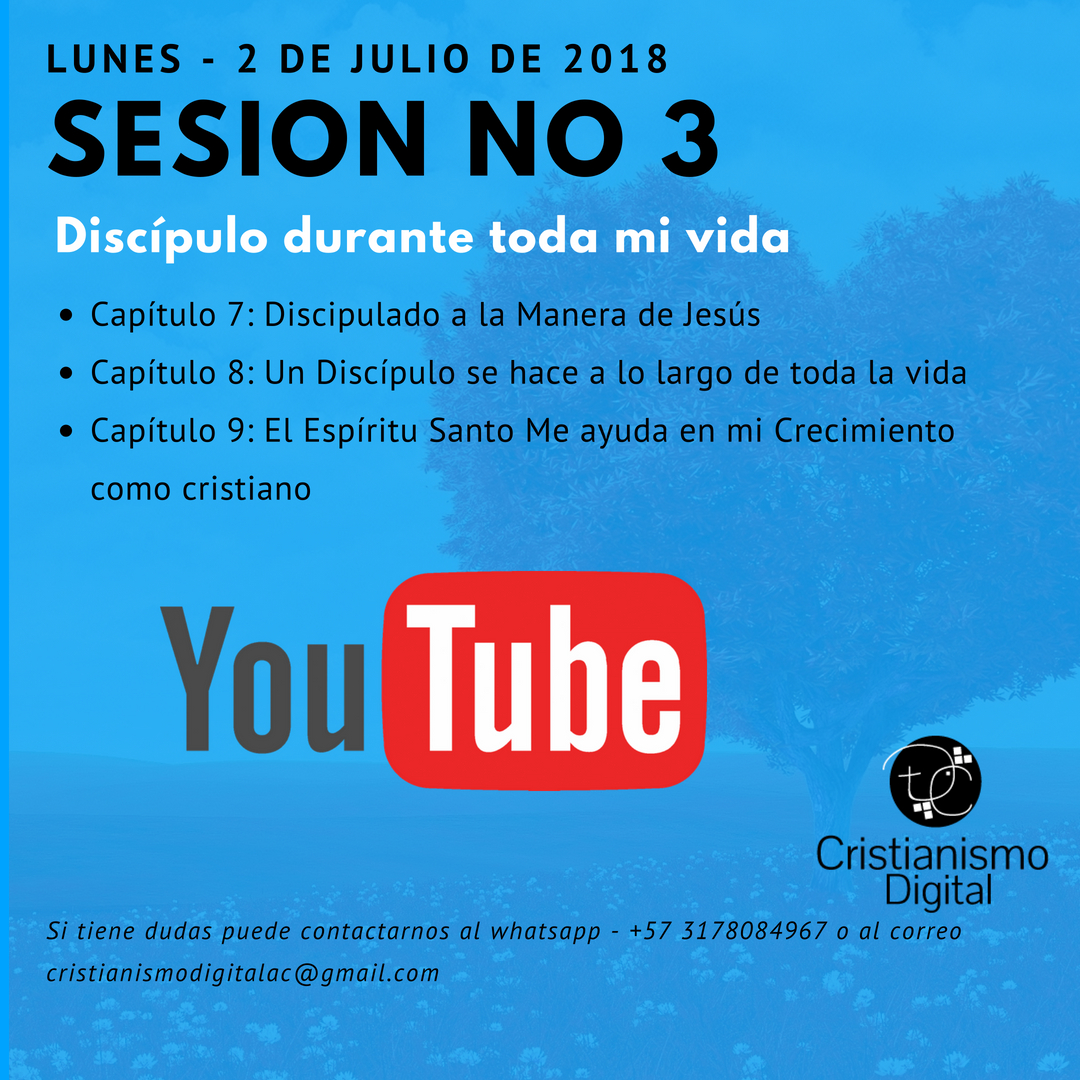 LUNES - 2 DE JULIO DE 2018
SESION NO 3
Discípulo durante toda mi vida
• Capítulo 7: Discipulado a la Manera de Jesús
• Capítulo 8: Un Discípulo se hace a lo largo de toda la vida
• Capítulo 9: El Espíritu Santo Me ayuda en mi Crecimiento
como cristiano
YouTube
Cristianismo
Digital
Si tiene dudas puede contactarnos al whatsapp - +57 3178084967 o al correo
cristianismodigitalac@gmail.com